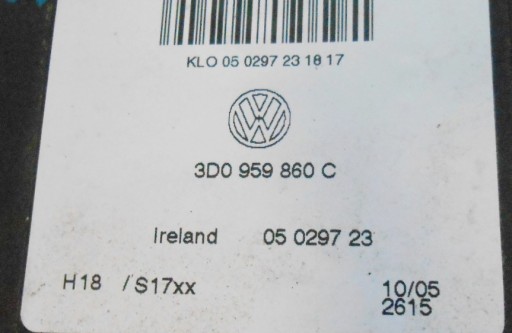 KLO 05 0297 23 18 17
3D0 959 860 C
Ireland 05 0297 23
H18 / S17xx 10/05
2615